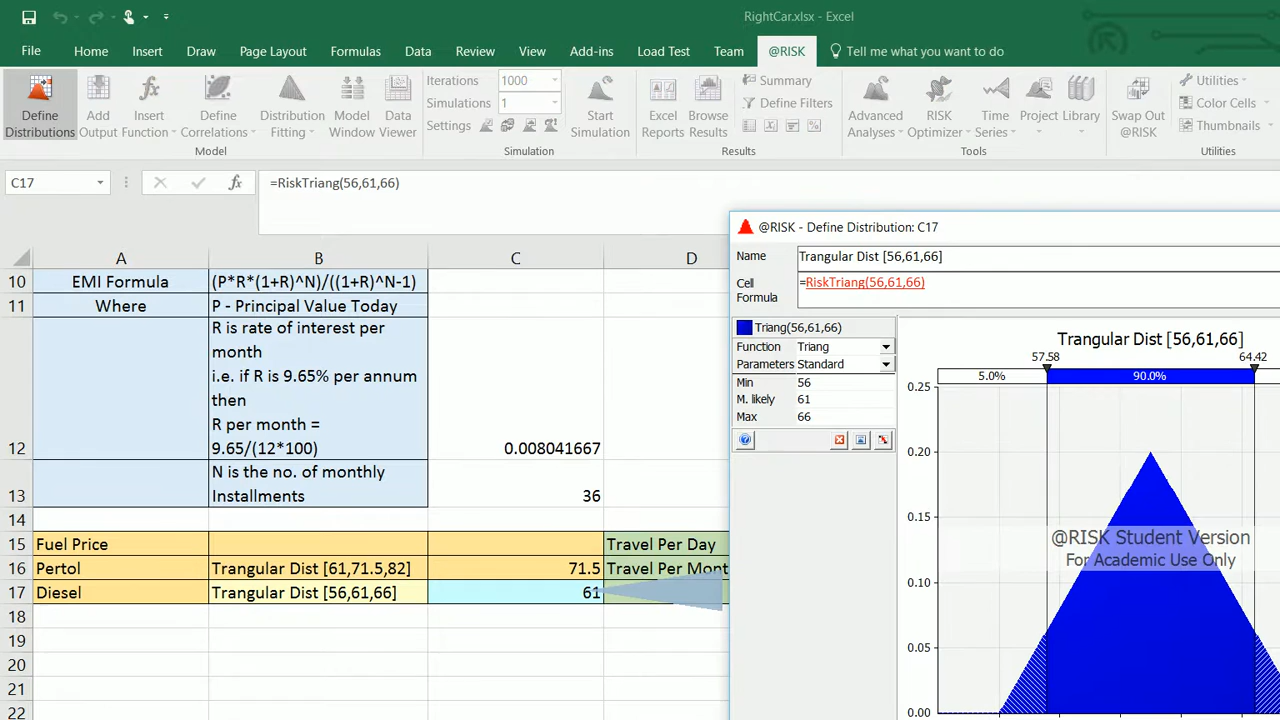 RightCar.xlsx - Excel
File Home Insert Draw Page Layout Formulas Data Review View Add-ins Load Test Team @RISK Tell me what you want to do
Define Distributions
Add Output
Insert Function
Define Correlations
Distribution Fitting
Model Window
Data Viewer
Model
Iterations 1000
Simulations 1
Settings
Start Simulation
Simulation
Excel Reports
Browse Results
Summary
Define Filters
Results
Advanced Analyses
RISK Optimizer
Time Series
Project
Library
Tools
Swap Out @RISK
Utilities
Color Cells
Thumbnails
Utilities
C17 fx =RiskTriang(56,61,66)
A B C D
10 EMI Formula (P*R*(1+R)^N)/((1+R)^N-1)
11 Where P - Principal Value Today
R is rate of interest per
month
i.e. if R is 9.65% per annum
then
R per month =
12 9.65/(12*100) 0.008041667
N is the no. of monthly
13 Installments 36
14
15 Fuel Price Travel Per Day
16 Pertol Trangular Dist [61,71.5,82] 71.5 Travel Per Mont
17 Diesel Trangular Dist [56,61,66] 61
18
19
20
21
22
@RISK - Define Distribution: C17
Name Trangular Dist [56,61,66]
Cell Formula =RiskTriang(56,61,66)
Triang(56,61,66)
Function Triang
Parameters Standard
Min 56
M. likely 61
Max 66
Trangular Dist [56,61,66]
57.58 64.42
5.0% 90.0%
0.25
0.20
0.15
0.10
0.05
0.00
@RISK Student Version
For Academic Use Only